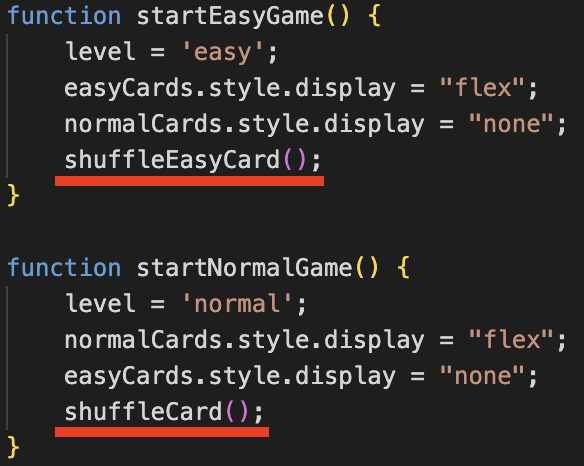 function startEasyGame() {
    level = 'easy';
    easyCards.style.display = "flex";
    normalCards.style.display = "none";
    shuffleEasyCard();
}
function startNormalGame() {
    level = 'normal';
    normalCards.style.display = "flex";
    easyCards.style.display = "none";
    shuffleCard();
}